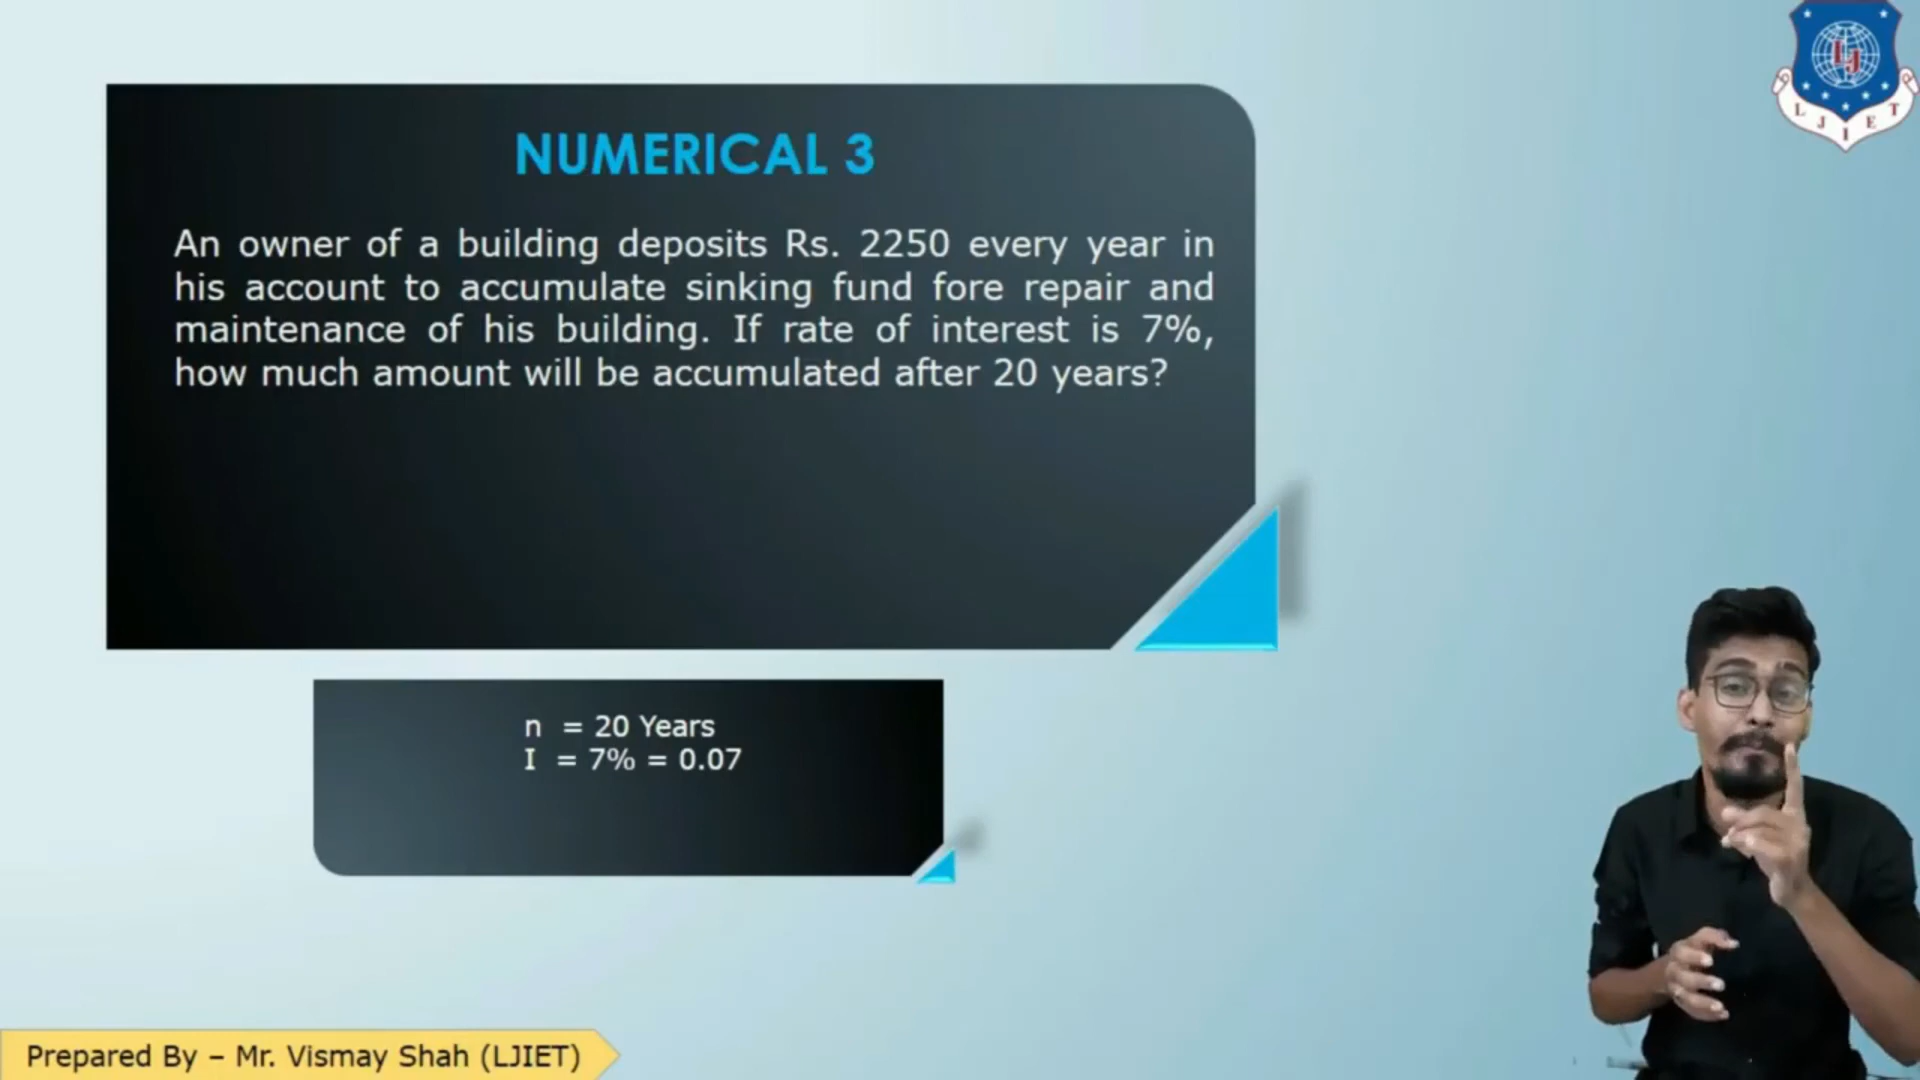 NUMERICAL 3
An owner of a building deposits Rs. 2250 every year in
his account to accumulate sinking fund fore repair and
maintenance of his building. If rate of interest is 7%,
how much amount will be accumulated after 20 years?
n = 20 Years
I = 7% = 0.07
Prepared By – Mr. Vismay Shah (LJIET)
LJ
L J I E T